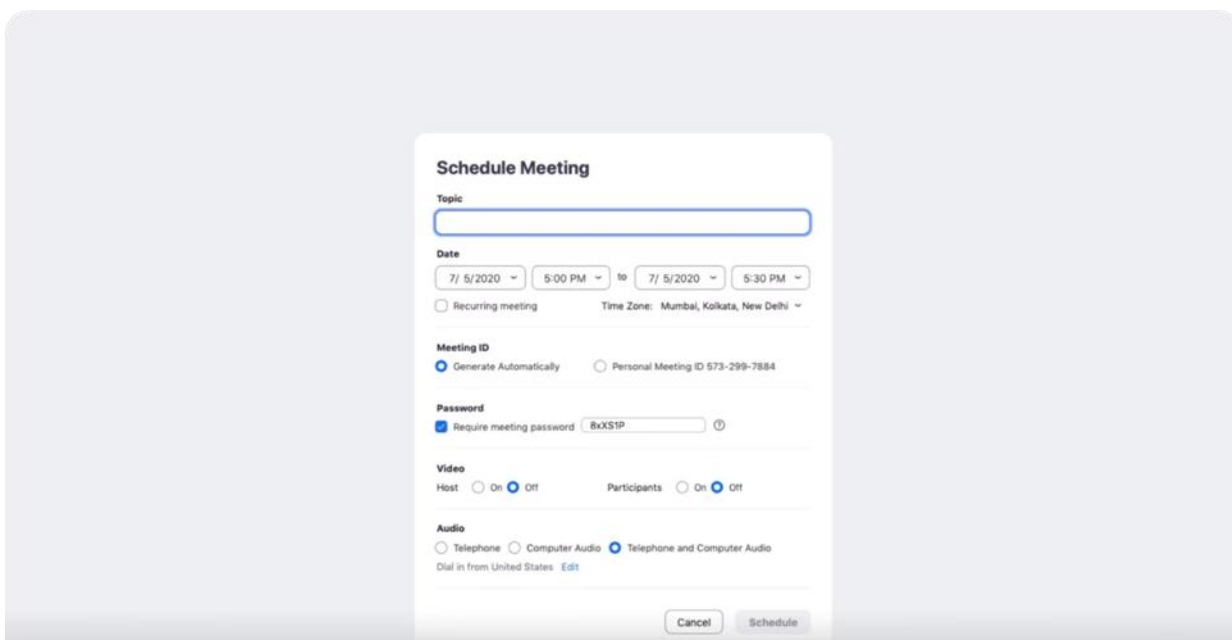 Schedule Meeting
Topic
Date
7/ 5/2020 5:00 PM to 7/ 5/2020 5:30 PM
Recurring meeting Time Zone: Mumbai, Kolkata, New Delhi
Meeting ID
Generate Automatically Personal Meeting ID 573-299-7884
Password
Require meeting password 8xXS1P
Video
Host On Off Participants On Off
Audio
Telephone Computer Audio Telephone and Computer Audio
Dial in from United States Edit
Cancel Schedule